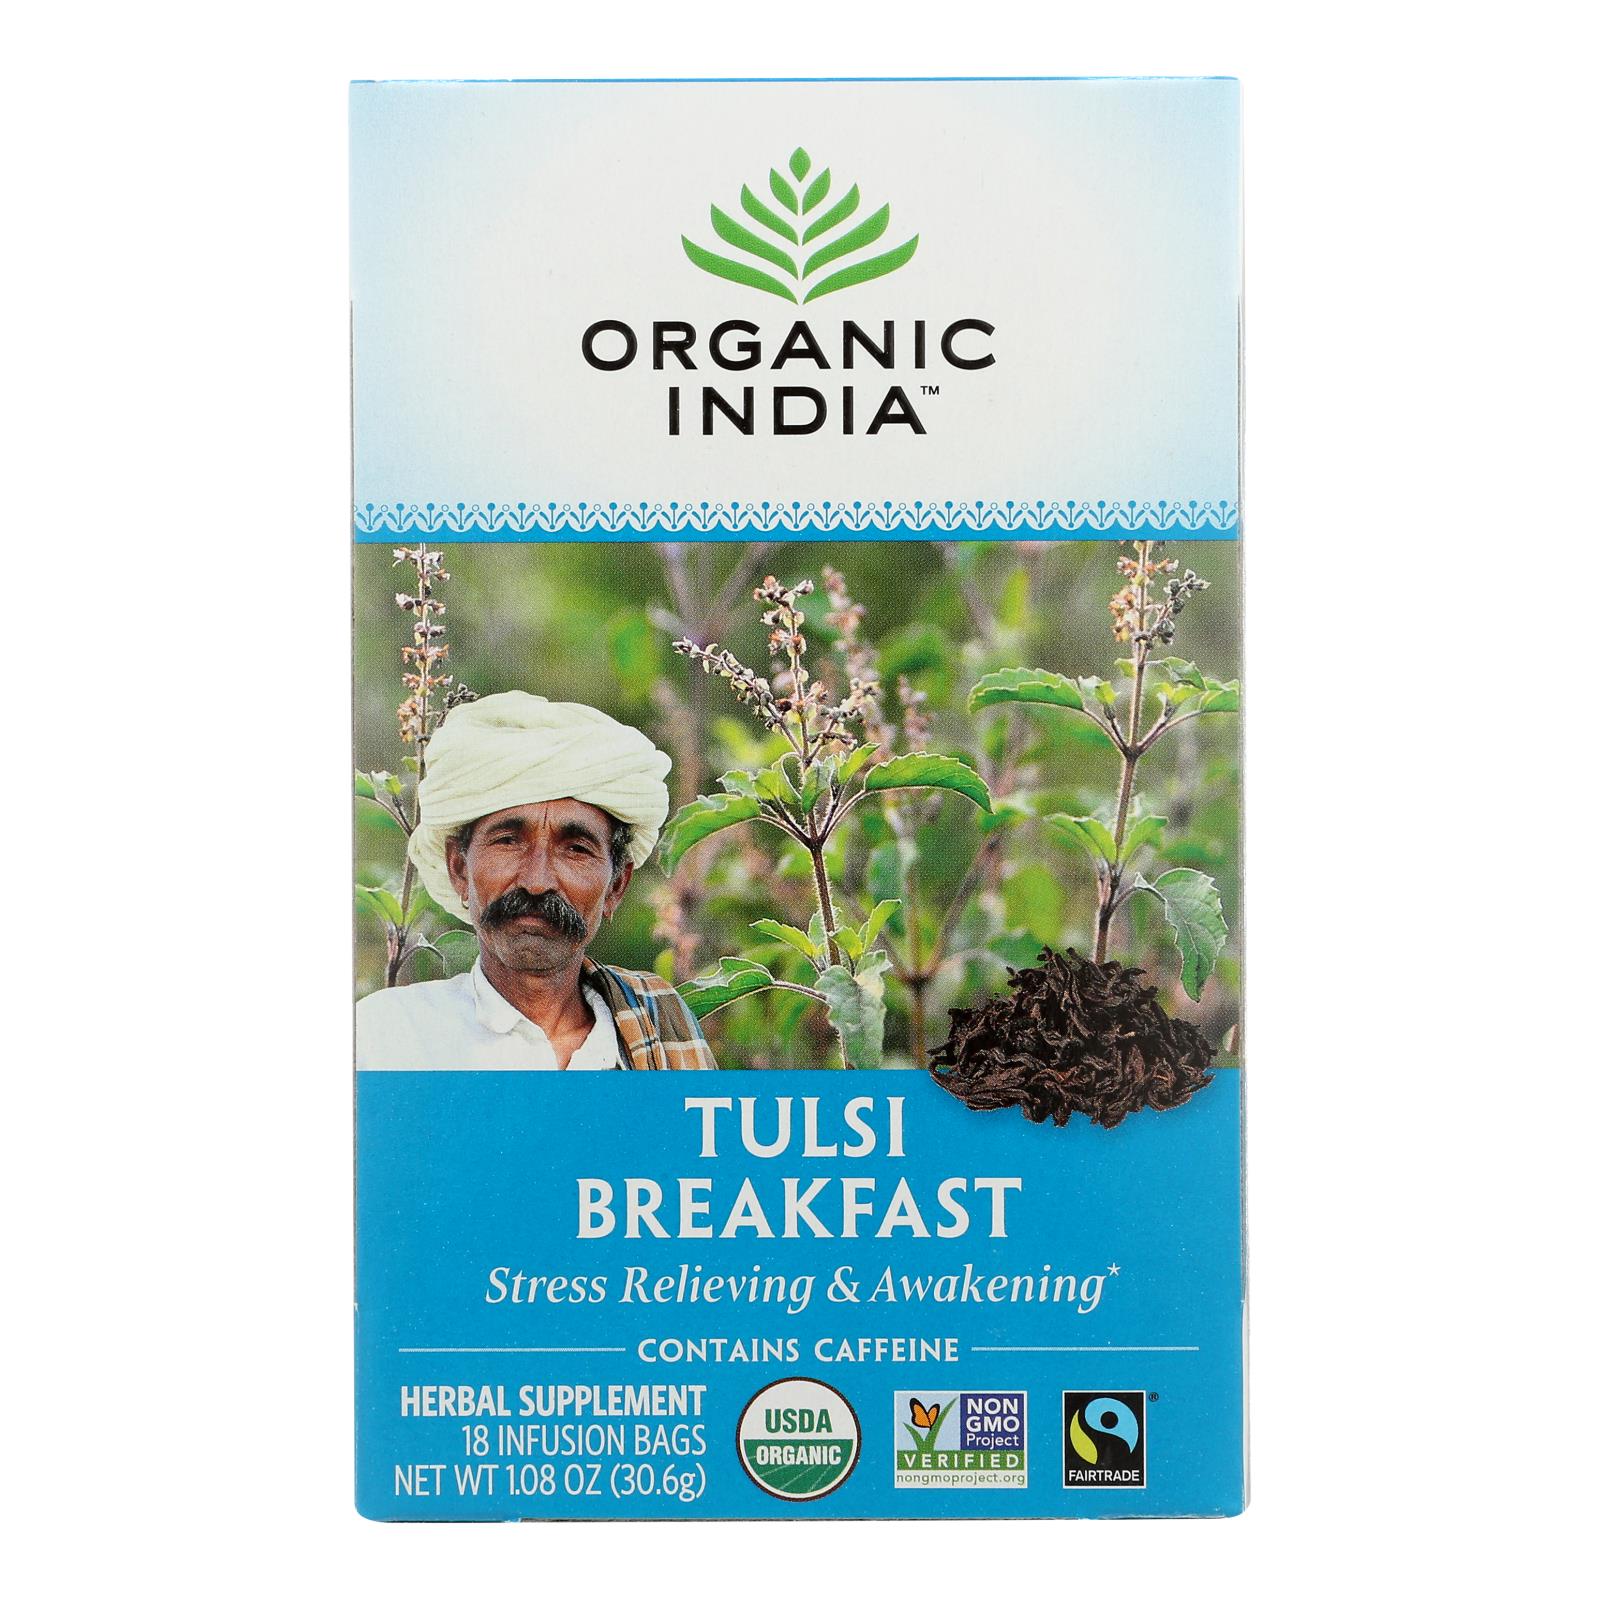 ORGANIC
INDIA™
TULSI
BREAKFAST
Stress Relieving & Awakening*
CONTAINS CAFFEINE
HERBAL SUPPLEMENT
18 INFUSION BAGS
NET WT 1.08 OZ (30.6g)
USDA
ORGANIC
NON
GMO
Project
VERIFIED
nongmoproject.org
FAIRTRADE
®